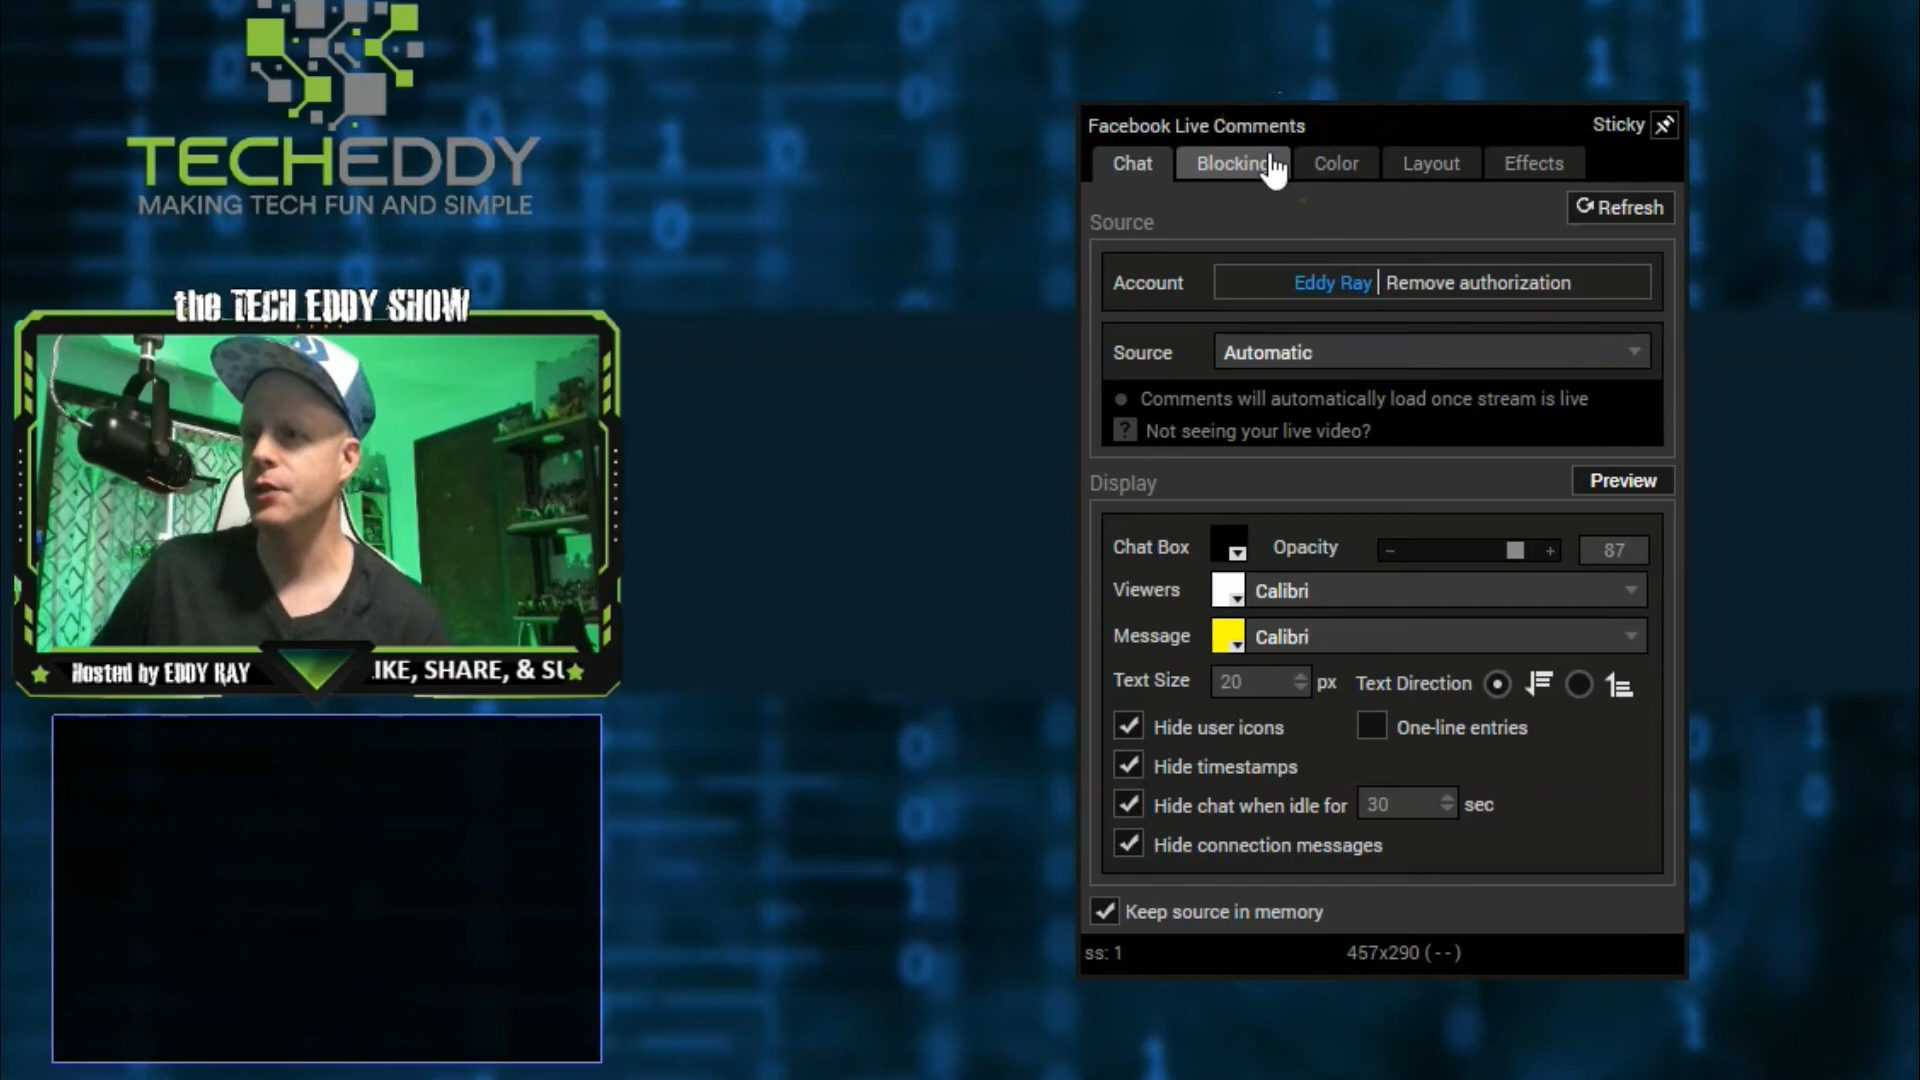 TECHEDDY
MAKING TECH FUN AND SIMPLE
the TECH EDDY SHOW
Hosted by EDDY RAY
IKE, SHARE, &
Facebook Live Comments
Sticky
Chat
Blocking
Color
Layout
Effects
Refresh
Source
Account
Eddy Ray | Remove authorization
Source
Automatic
Comments will automatically load once stream is live
? Not seeing your live video?
Display
Preview
Chat Box
Opacity
- +
87
Viewers
Calibri
Message
Calibri
Text Size
20
px
Text Direction
Hide user icons
One-line entries
Hide timestamps
Hide chat when idle for
30
sec
Hide connection messages
Keep source in memory
ss: 1
457x290 (--)